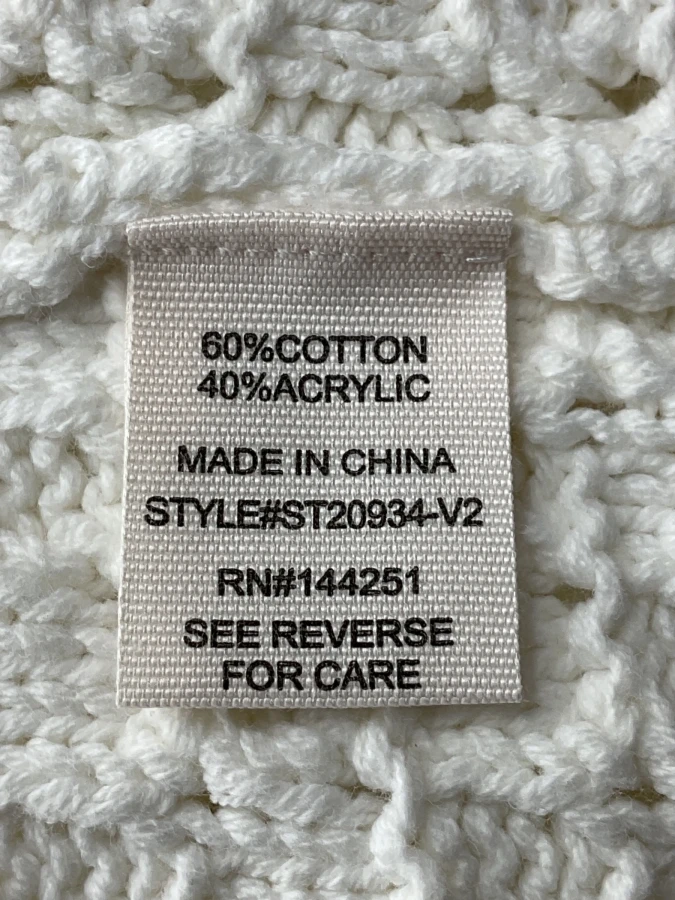 60%COTTON
40%ACRYLIC
MADE IN CHINA
STYLE#ST20934-V2
RN#144251
SEE REVERSE
FOR CARE